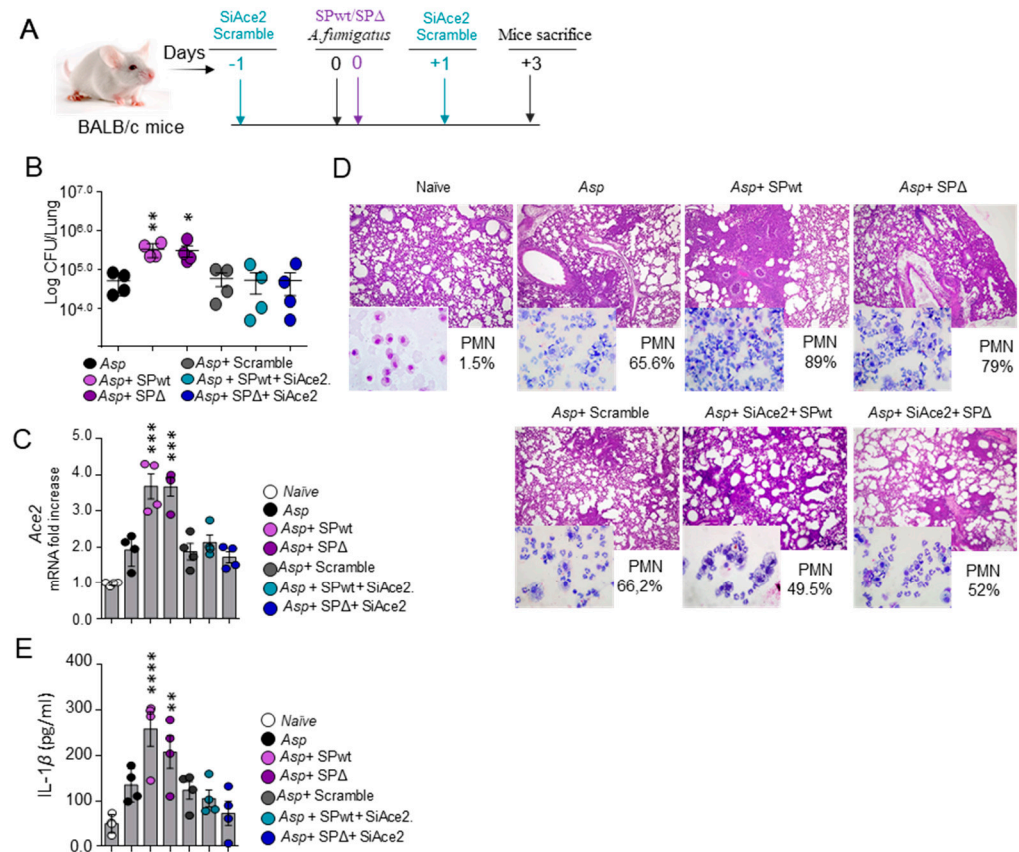 A
Days
BALB/c mice
SiAce2
Scramble
-1
SPwt/SPΔ
A.fumigatus
0 0
SiAce2
Scramble
+1
Mice sacrifice
+3
B
Log CFU/Lung
10^7.0
10^6.0
10^5.0
10^4.0
**
*
Asp
Asp+ SPwt
Asp+ SPΔ
Asp+ Scramble
Asp + SPwt+SiAce2.
Asp+ SPΔ+SiAce2
C
Ace2
mRNA fold increase
5.0
4.0
3.0
2.0
1.0
0.0
***
***
Naïve
Asp
Asp+ SPwt
Asp+ SPΔ
Asp+ Scramble
Asp + SPwt+SiAce2.
Asp+ SPΔ+SiAce2
D
Naïve
PMN
1.5%
Asp
PMN
65.6%
Asp+ SPwt
PMN
89%
Asp+ SPΔ
PMN
79%
Asp+ Scramble
PMN
66,2%
Asp+ SiAce2+ SPwt
PMN
49.5%
Asp+ SiAce2+ SPΔ
PMN
52%
E
IL-1β (pg/ml)
400
300
200
100
0
****
**
Naïve
Asp
Asp+ SPwt
Asp+ SPΔ
Asp+ Scramble
Asp + SPwt+SiAce2.
Asp+ SPΔ+SiAce2